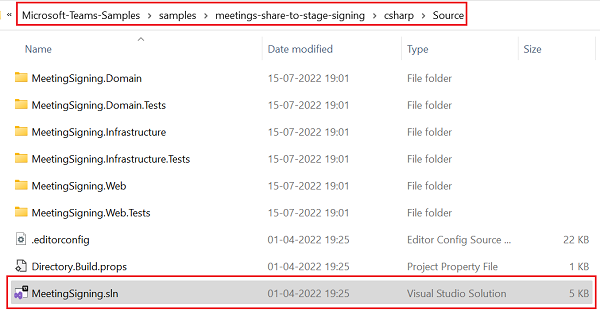 « Microsoft-Teams-Samples > samples > meetings-share-to-stage-signing > csharp > Source
Name Date modified Type Size
MeetingSigning.Domain 15-07-2022 19:01 File folder
MeetingSigning.Domain.Tests 15-07-2022 19:01 File folder
MeetingSigning.Infrastructure 15-07-2022 19:01 File folder
MeetingSigning.Infrastructure.Tests 15-07-2022 19:01 File folder
MeetingSigning.Web 15-07-2022 19:01 File folder
MeetingSigning.Web.Tests 15-07-2022 19:01 File folder
.editorconfig 01-04-2022 19:25 Editor Config Source ... 22 KB
Directory.Build.props 01-04-2022 19:25 Project Property File 1 KB
MeetingSigning.sln 01-04-2022 19:25 Visual Studio Solution 5 KB